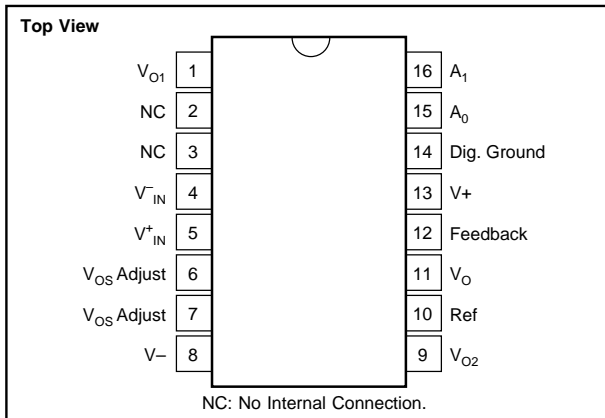 Top View
V_O1 1 16 A_1
NC 2 15 A_0
NC 3 14 Dig. Ground
V^–_IN 4 13 V+
V^+_IN 5 12 Feedback
V_OS Adjust 6 11 V_O
V_OS Adjust 7 10 Ref
V– 8 9 V_O2
NC: No Internal Connection.